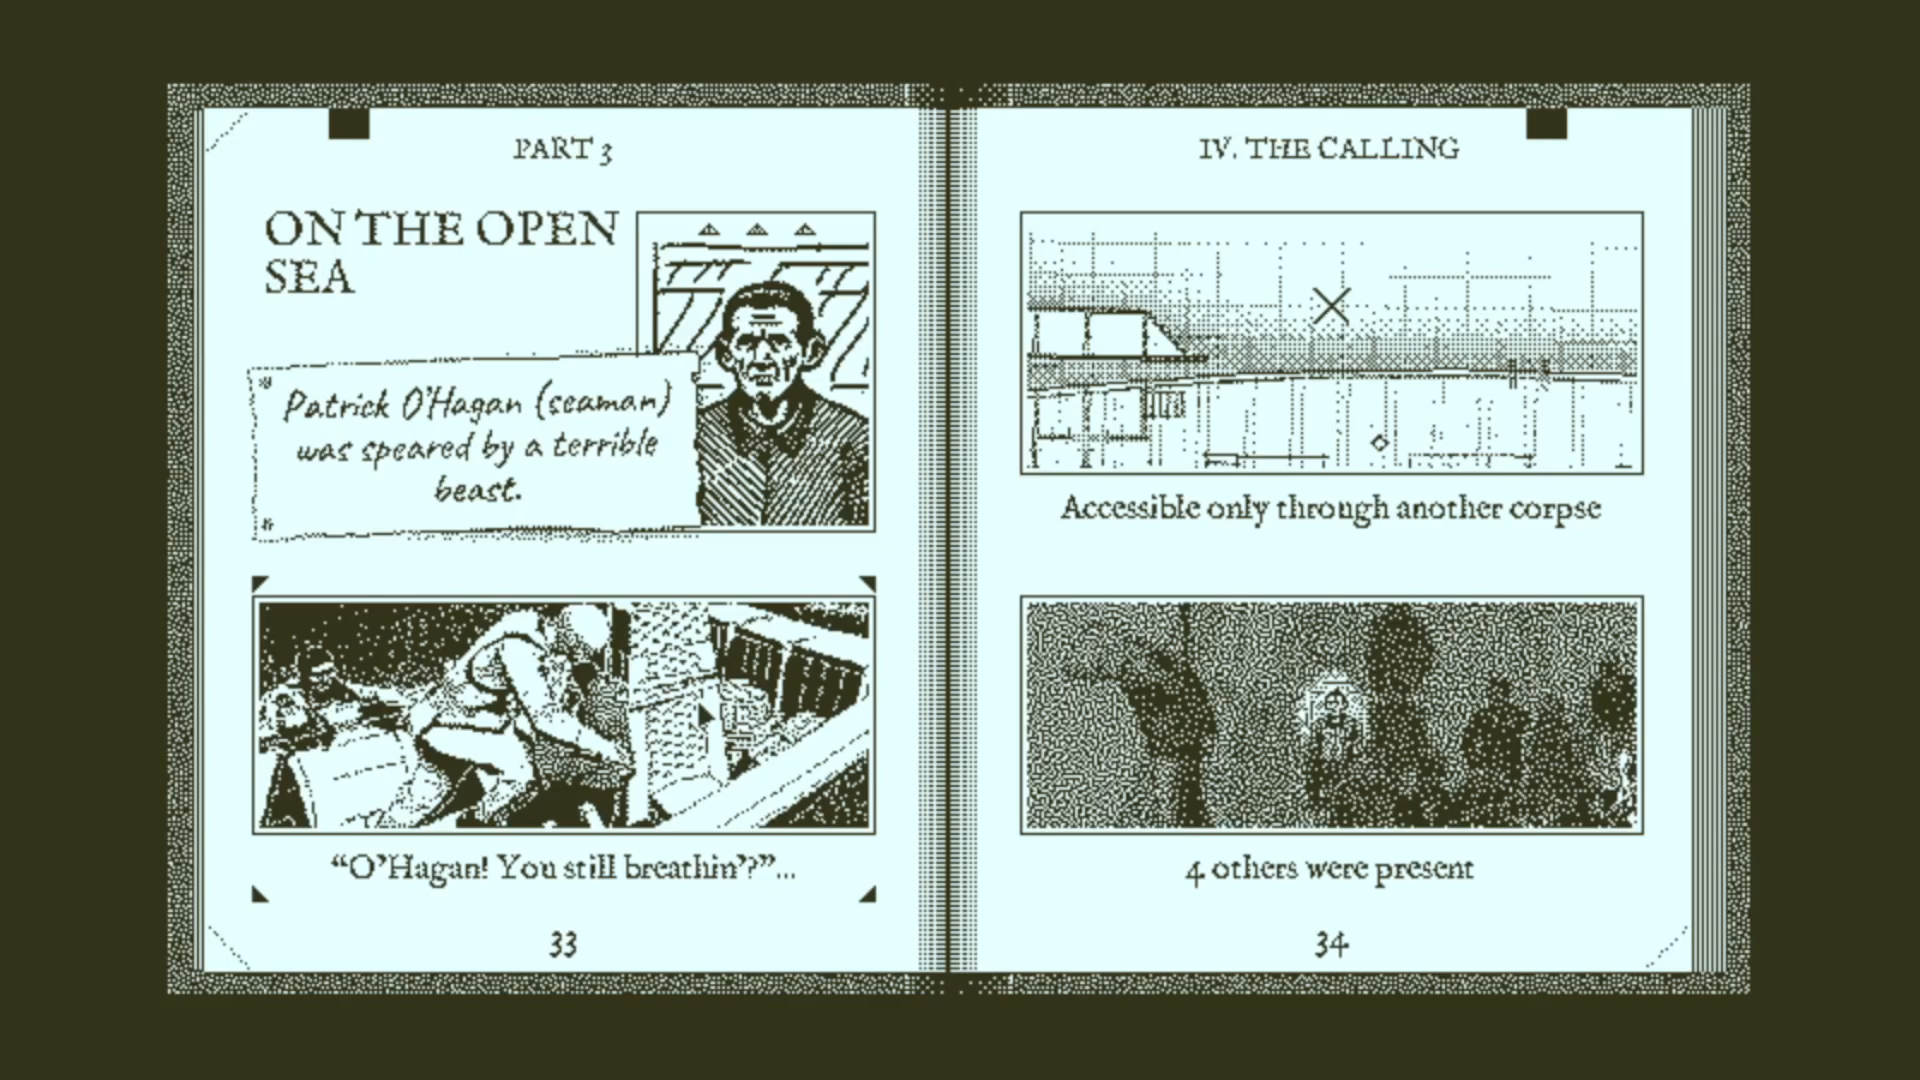 PART 3
ON THE OPEN
SEA
Patrick O'Hagan (seaman)
was speared by a terrible
beast.
“O’Hagan! You still breathin’?”...
33
IV. THE CALLING
Accessible only through another corpse
4 others were present
34